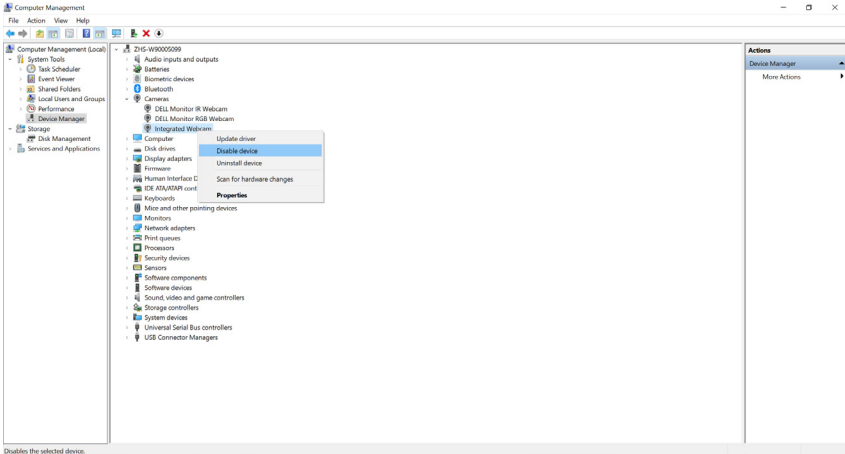 Computer Management
File Action View Help
Computer Management (Local)
System Tools
Task Scheduler
Event Viewer
Shared Folders
Local Users and Groups
Performance
Device Manager
Storage
Disk Management
Services and Applications
ZHS-W90005099
Audio inputs and outputs
Batteries
Biometric devices
Bluetooth
Cameras
DELL Monitor IR Webcam
DELL Monitor RGB Webcam
Integrated Webcam
Computer
Disk drives
Display adapters
Firmware
Human Interface D
IDE ATA/ATAPI cont
Keyboards
Mice and other pointing devices
Monitors
Network adapters
Print queues
Processors
Security devices
Sensors
Software components
Software devices
Sound, video and game controllers
Storage controllers
System devices
Universal Serial Bus controllers
USB Connector Managers
Update driver
Disable device
Uninstall device
Scan for hardware changes
Properties
Actions
Device Manager
More Actions
Disables the selected device.